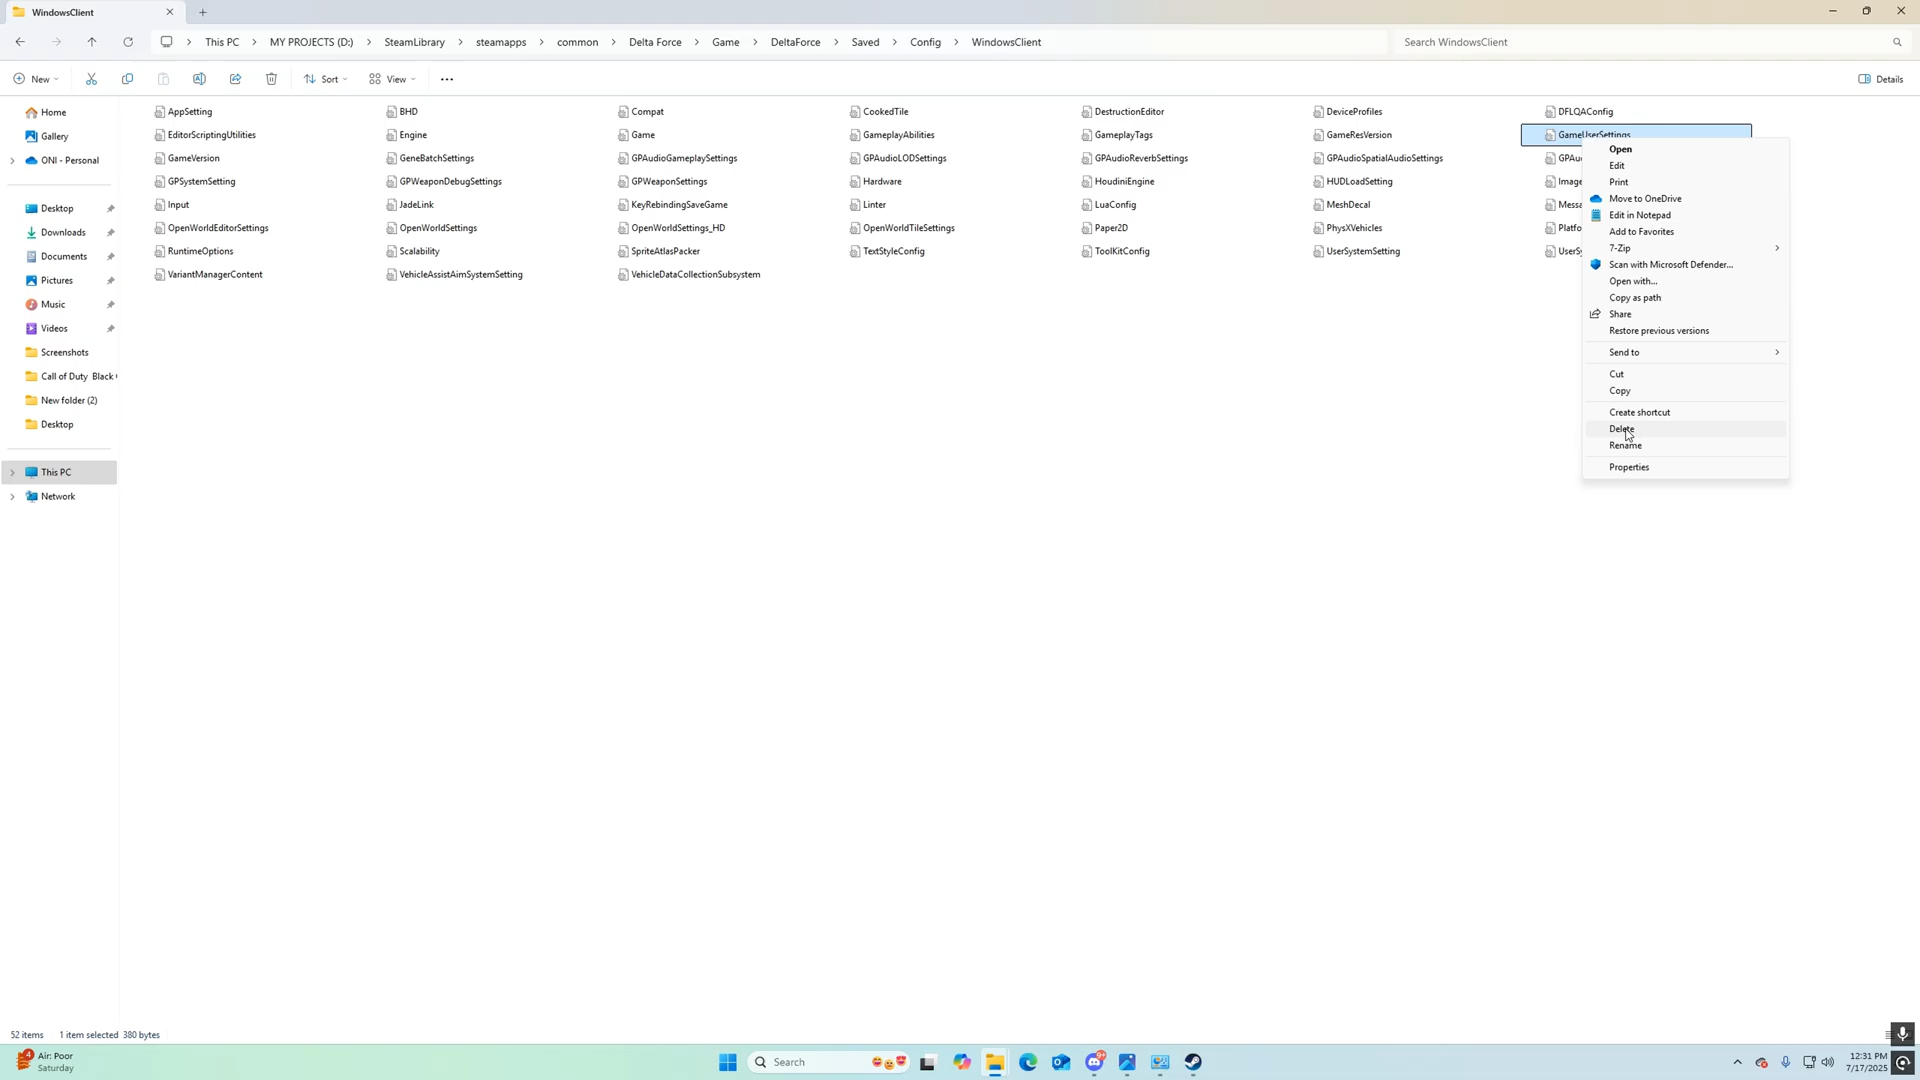 WindowsClient
This PC > MY PROJECTS (D:) > SteamLibrary > steamapps > common > Delta Force > Game > DeltaForce > Saved > Config > WindowsClient
Search WindowsClient
New
Sort
View
Details
Home
Gallery
ONI - Personal
Desktop
Downloads
Documents
Pictures
Music
Videos
Screenshots
Call of Duty Black
New folder (2)
Desktop
This PC
Network
AppSetting BHD Compat CookedTile DestructionEditor DeviceProfiles DFLQAConfig
EditorScriptingUtilities Engine Game GameplayAbilities GameplayTags GameResVersion GameUserSettings
GameVersion GeneBatchSettings GPAudioGameplaySettings GPAudioLODSettings GPAudioReverbSettings GPAudioSpatialAudioSettings GPAu
GPSystemSetting GPWeaponDebugSettings GPWeaponSettings Hardware HoudiniEngine HUDLoadSetting Image
Input JadeLink KeyRebindingSaveGame Linter LuaConfig MeshDecal Messa
OpenWorldEditorSettings OpenWorldSettings OpenWorldSettings_HD OpenWorldTileSettings Paper2D PhysXVehicles Platfo
RuntimeOptions Scalability SpriteAtlasPacker TextStyleConfig ToolKitConfig UserSystemSetting UserSy
VariantManagerContent VehicleAssistAimSystemSetting VehicleDataCollectionSubsystem
Open
Edit
Print
Move to OneDrive
Edit in Notepad
Add to Favorites
7-Zip
Scan with Microsoft Defender...
Open with...
Copy as path
Share
Restore previous versions
Send to
Cut
Copy
Create shortcut
Delete
Rename
Properties
52 items 1 item selected 380 bytes
4
Air: Poor
Saturday
Search
9+
12:31 PM
7/17/2025